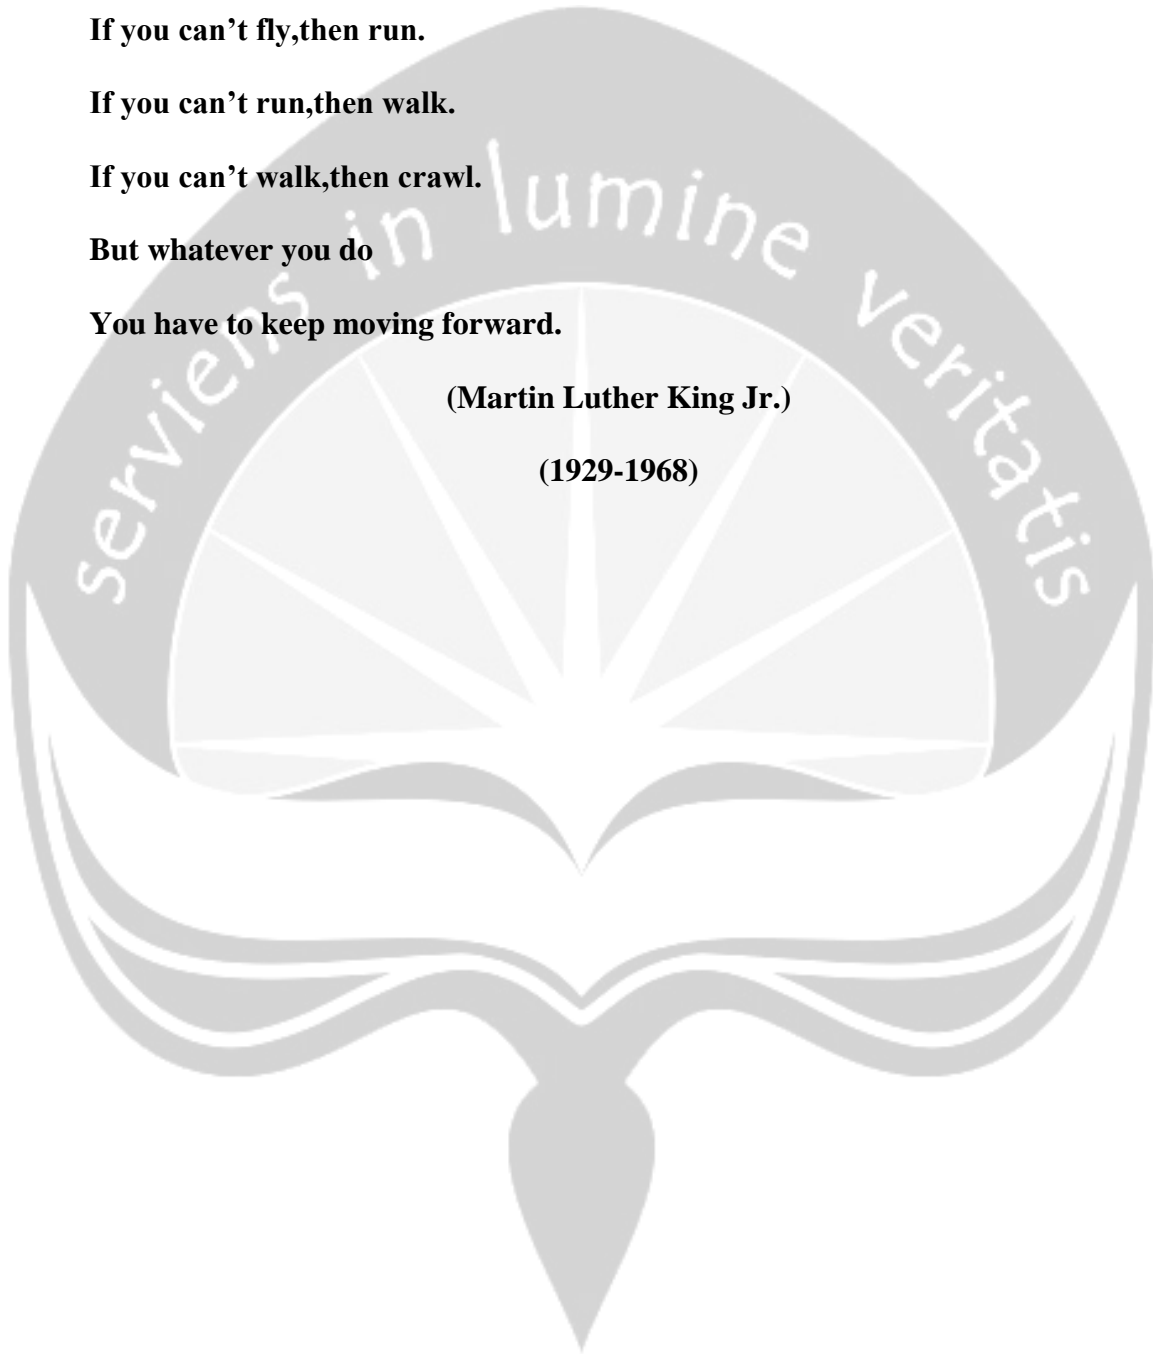 If you can’t fly,then run.
If you can’t run,then walk.
If you can’t walk,then crawl.
But whatever you do
You have to keep moving forward.
(Martin Luther King Jr.)
(1929-1968)
serviens in lumine veritatis